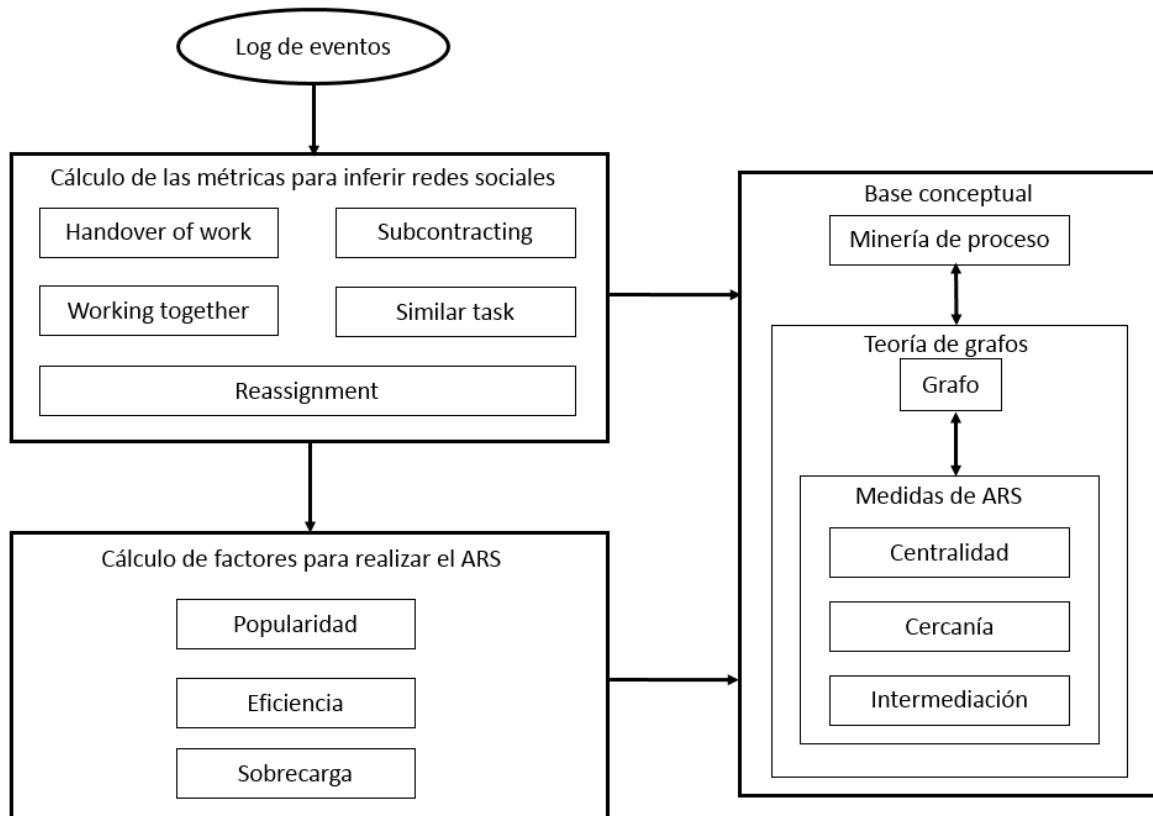 Log de eventos
Cálculo de las métricas para inferir redes sociales
Handover of work
Subcontracting
Working together
Similar task
Reassignment
Cálculo de factores para realizar el ARS
Popularidad
Eficiencia
Sobrecarga
Base conceptual
Minería de proceso
Teoría de grafos
Grafo
Medidas de ARS
Centralidad
Cercanía
Intermediación